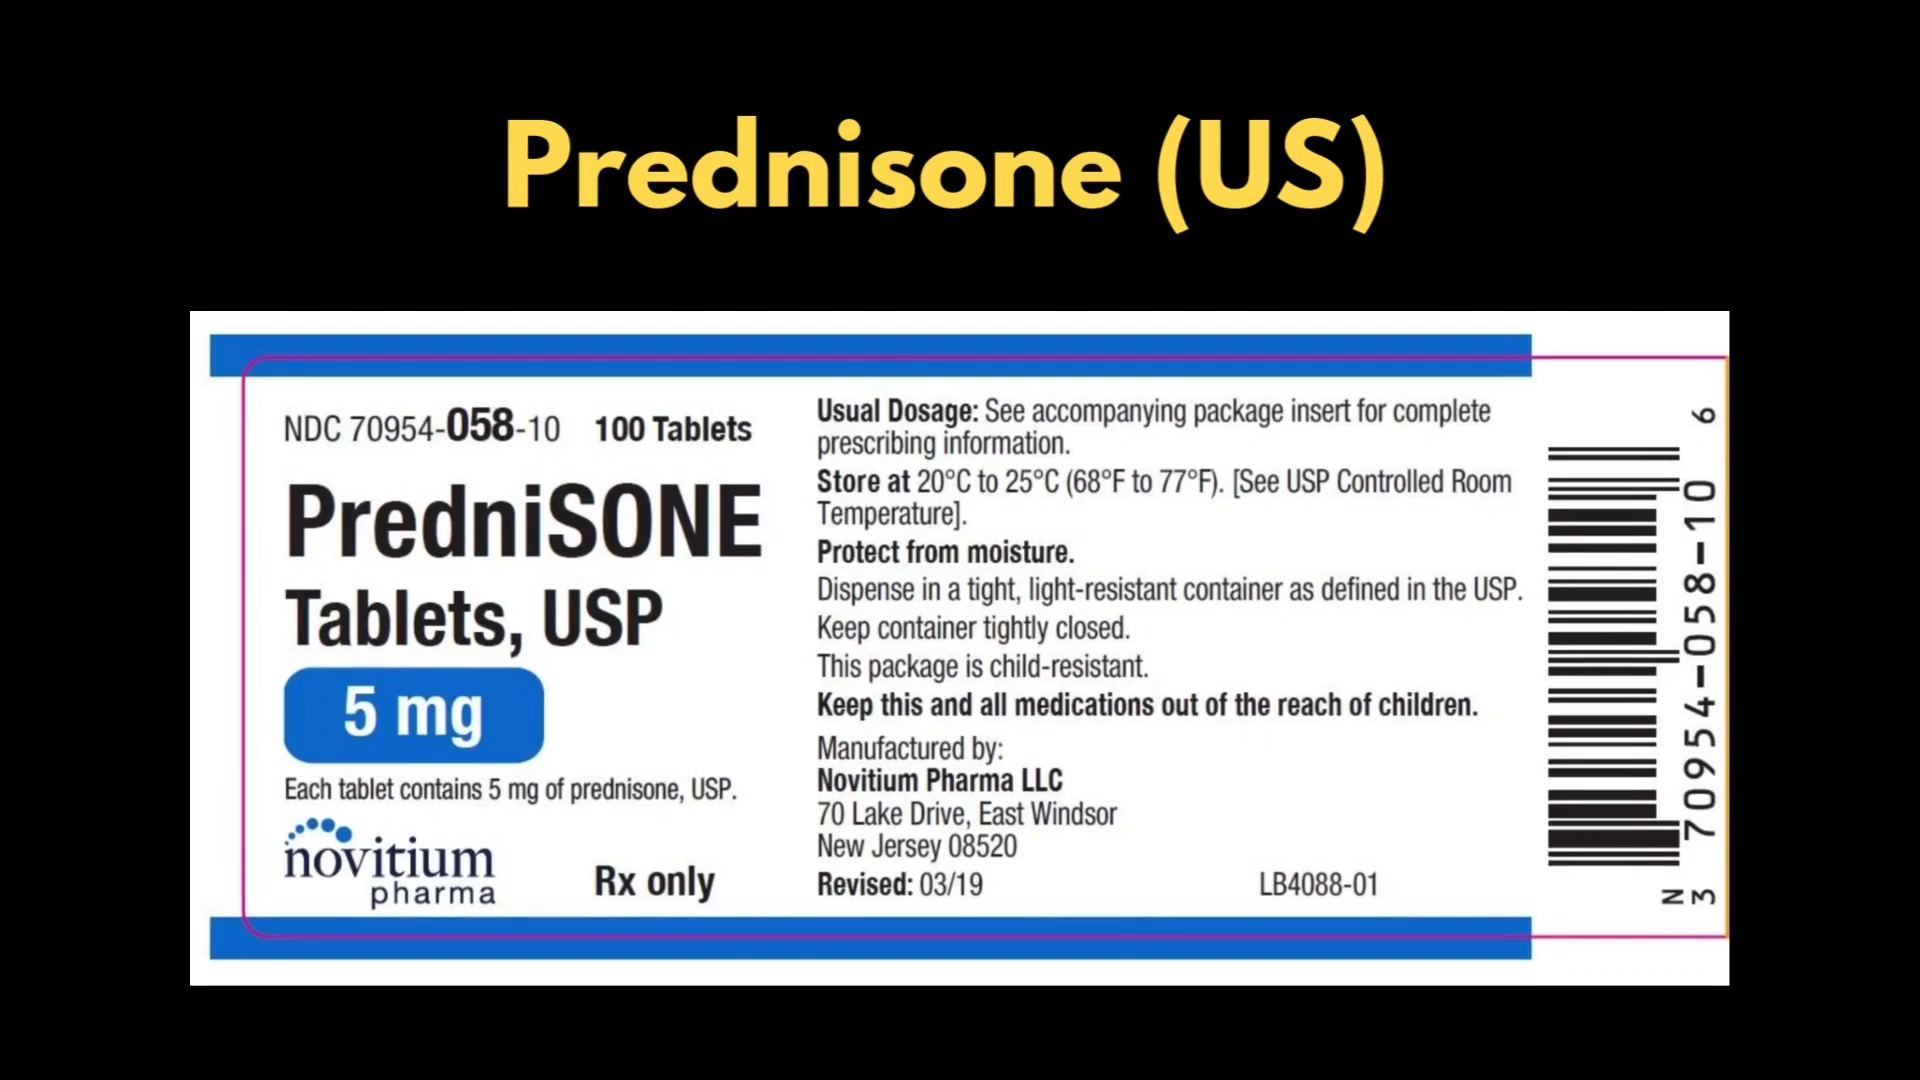 Prednisone (US)
NDC 70954-058-10 100 Tablets
PredniSONE
Tablets, USP
5 mg
Each tablet contains 5 mg of prednisone, USP.
novitium
pharma
Rx only
Usual Dosage: See accompanying package insert for complete
prescribing information.
Store at 20°C to 25°C (68°F to 77°F). [See USP Controlled Room
Temperature].
Protect from moisture.
Dispense in a tight, light-resistant container as defined in the USP.
Keep container tightly closed.
This package is child-resistant.
Keep this and all medications out of the reach of children.
Manufactured by:
Novitium Pharma LLC
70 Lake Drive, East Windsor
New Jersey 08520
Revised: 03/19 LB4088-01
N
3 70954-058-10 6